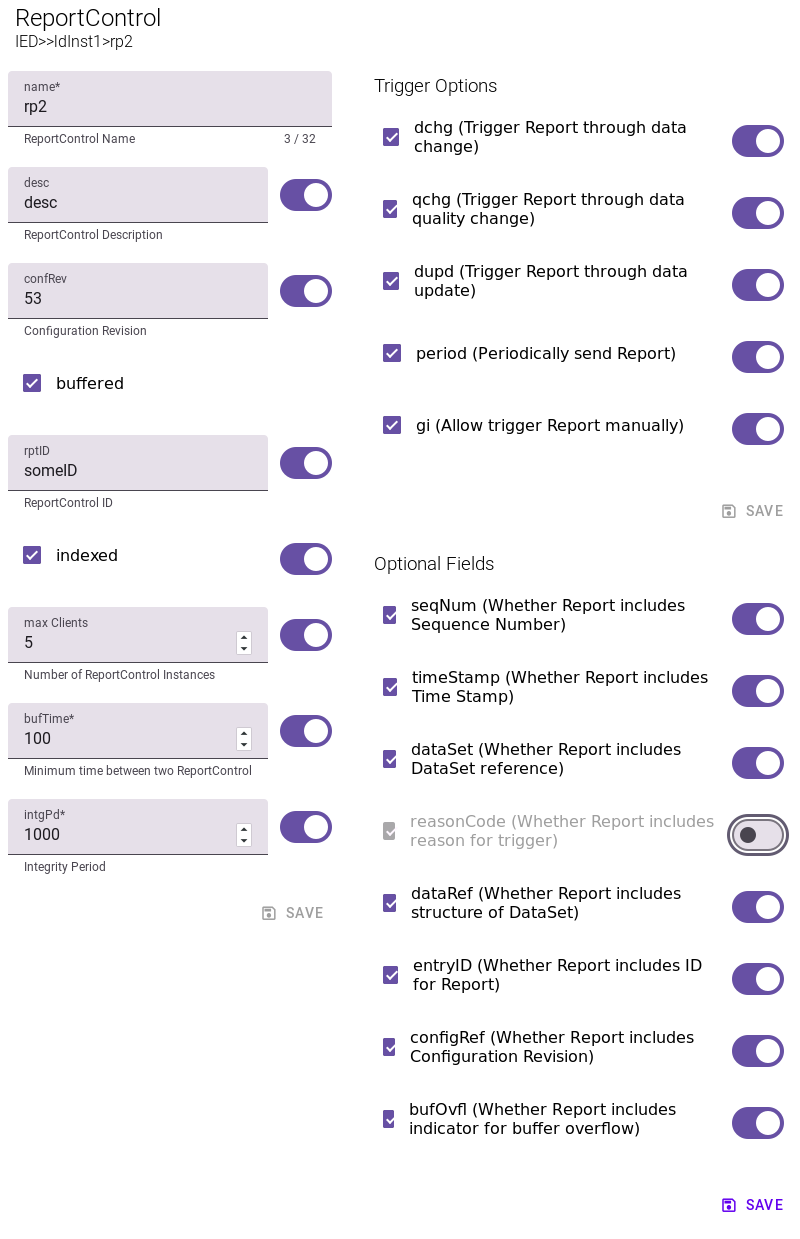 ReportControl
IED>>ldInst1>rp2
name*
rp2
ReportControl Name
3 / 32
desc
desc
ReportControl Description
confRev
53
Configuration Revision
buffered
rptID
someID
ReportControl ID
indexed
max Clients
5
Number of ReportControl Instances
bufTime*
100
Minimum time between two ReportControl
intgPd*
1000
Integrity Period
SAVE
Trigger Options
dchg (Trigger Report through data
change)
qchg (Trigger Report through data
quality change)
dupd (Trigger Report through data
update)
period (Periodically send Report)
gi (Allow trigger Report manually)
SAVE
Optional Fields
seqNum (Whether Report includes
Sequence Number)
timeStamp (Whether Report includes
Time Stamp)
dataSet (Whether Report includes
DataSet reference)
reasonCode (Whether Report includes
reason for trigger)
dataRef (Whether Report includes
structure of DataSet)
entryID (Whether Report includes ID
for Report)
configRef (Whether Report includes
Configuration Revision)
bufOvfl (Whether Report includes
indicator for buffer overflow)
SAVE